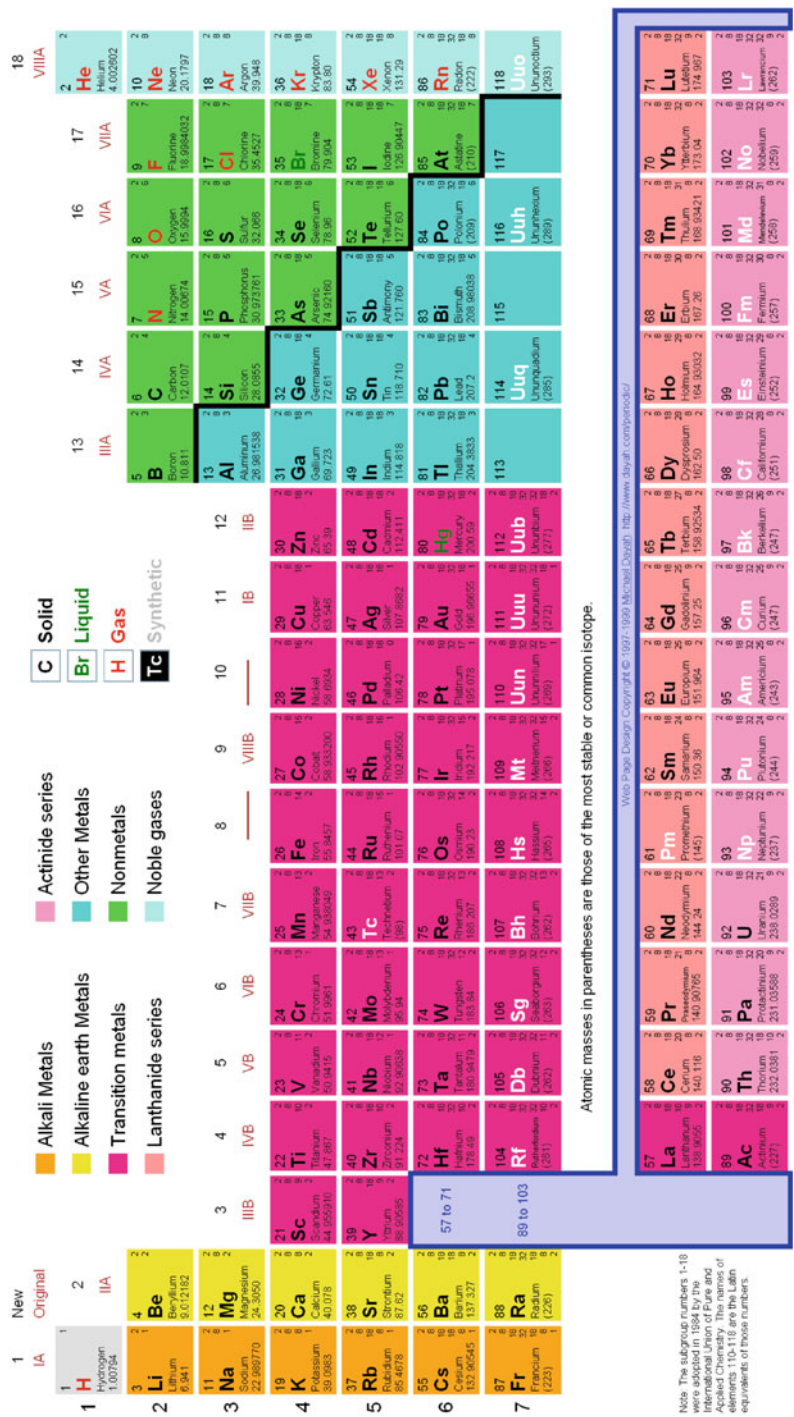 New
Original
1 2 3 4 5 6 7 8 9 10 11 12 13 14 15 16 17 18
IA IIA IIIB IVB VB VIB VIIB VIIIB IB IIB IIIA IVA VA VIA VIIA VIIIA
Alkali Metals
Alkaline earth Metals
Transition metals
Lanthanide series
Actinide series
Other Metals
Nonmetals
Noble gases
C Solid
Br Liquid
H Gas
Tc Synthetic
1
1 2
H He
Hydrogen Helium
1.00794 4.002602
2
3 4 5 6 7 8 9 10
Li Be B C N O F Ne
Lithium Beryllium Boron Carbon Nitrogen Oxygen Fluorine Neon
6.941 9.012182 10.811 12.0107 14.00674 15.9994 18.9984032 20.1797
3
11 12 13 14 15 16 17 18
Na Mg Al Si P S Cl Ar
Sodium Magnesium Aluminum Silicon Phosphorus Sulfur Chlorine Argon
22.989770 24.3050 26.981538 28.0855 30.973761 32.066 35.4527 39.948
4
19 20 21 22 23 24 25 26 27 28 29 30 31 32 33 34 35 36
K Ca Sc Ti V Cr Mn Fe Co Ni Cu Zn Ga Ge As Se Br Kr
Potassium Calcium Scandium Titanium Vanadium Chromium Manganese Iron Cobalt Nickel Copper Zinc Gallium Germanium Arsenic Selenium Bromine Krypton
39.0983 40.078 44.955910 47.867 50.9415 51.9961 54.938049 55.8457 58.933200 58.6934 63.546 65.39 69.723 72.61 74.92160 78.96 79.904 83.80
5
37 38 39 40 41 42 43 44 45 46 47 48 49 50 51 52 53 54
Rb Sr Y Zr Nb Mo Tc Ru Rh Pd Ag Cd In Sn Sb Te I Xe
Rubidium Strontium Yttrium Zirconium Niobium Molybdenum Technetium Ruthenium Rhodium Palladium Silver Cadmium Indium Tin Antimony Tellurium Iodine Xenon
85.4678 87.62 88.90585 91.224 92.90638 95.94 (98) 101.07 102.90550 106.42 107.8682 112.411 114.818 118.710 121.760 127.60 126.90447 131.29
6
55 56 57 to 71 72 73 74 75 76 77 78 79 80 81 82 83 84 85 86
Cs Ba Hf Ta W Re Os Ir Pt Au Hg Tl Pb Bi Po At Rn
Cesium Barium Hafnium Tantalum Tungsten Rhenium Osmium Iridium Platinum Gold Mercury Thallium Lead Bismuth Polonium Astatine Radon
132.90545 137.327 178.49 180.9479 183.84 186.207 190.23 192.217 195.078 196.96655 200.59 204.3833 207.2 208.98038 (209) (210) (222)
7
87 88 89 to 103 104 105 106 107 108 109 110 111 112 113 114 115 116 117 118
Fr Ra Rf Db Sg Bh Hs Mt Uun Uuu Uub Uuq Uuh Uuo
Francium Radium Rutherfordium Dubnium Seaborgium Bohrium Hassium Meitnerium Ununnilium Unununium Ununbium Ununquadium Ununhexium Ununoctium
(223) (226) (261) (262) (263) (262) (265) (266) (269) (272) (277) (285) (289) (293)
Atomic masses in parentheses are those of the most stable or common isotope.
Web Page Design Copyright © 1997-1999 Michael Dayah. http://www.dayah.com/periodic/
57 58 59 60 61 62 63 64 65 66 67 68 69 70 71
La Ce Pr Nd Pm Sm Eu Gd Tb Dy Ho Er Tm Yb Lu
Lanthanum Cerium Praseodymium Neodymium Promethium Samarium Europium Gadolinium Terbium Dysprosium Holmium Erbium Thulium Ytterbium Lutetium
138.9055 140.116 140.90765 144.24 (145) 150.36 151.964 157.25 158.92534 162.50 164.93032 167.26 168.93421 173.04 174.967
89 90 91 92 93 94 95 96 97 98 99 100 101 102 103
Ac Th Pa U Np Pu Am Cm Bk Cf Es Fm Md No Lr
Actinium Thorium Protactinium Uranium Neptunium Plutonium Americium Curium Berkelium Californium Einsteinium Fermium Mendelevium Nobelium Lawrencium
(227) 232.0381 231.03588 238.0289 (237) (244) (243) (247) (247) (251) (252) (257) (258) (259) (262)
Note: The subgroup numbers 1-18
were adopted in 1984 by the
International Union of Pure and
Applied Chemistry. The names of
elements 110-118 are the Latin
equivalents of those numbers.